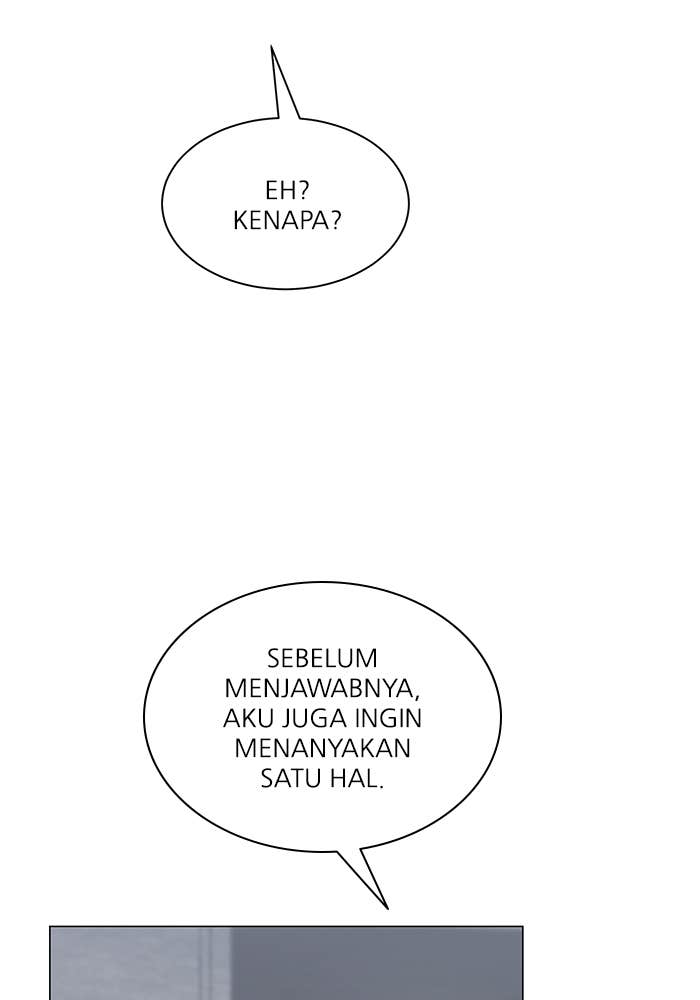 EH?
KENAPA?
SEBELUM
MENJAWABNYA,
AKU JUGA INGIN
MENANYAKAN
SATU HAL.